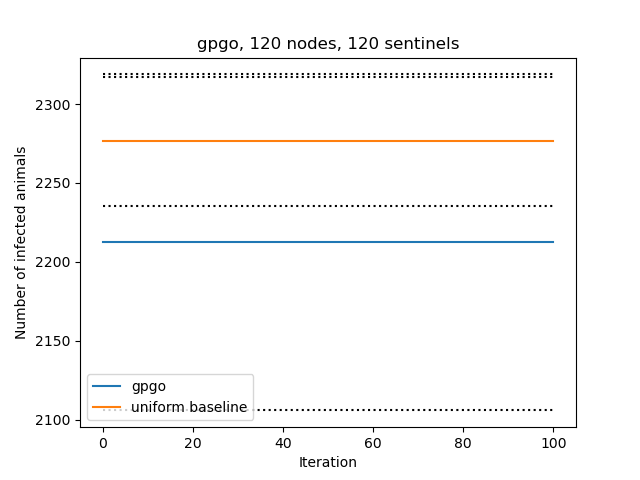 gpgo, 120 nodes, 120 sentinels
Number of infected animals
2300
2250
2200
2150
2100
gpgo
uniform baseline
0 20 40 60 80 100
Iteration